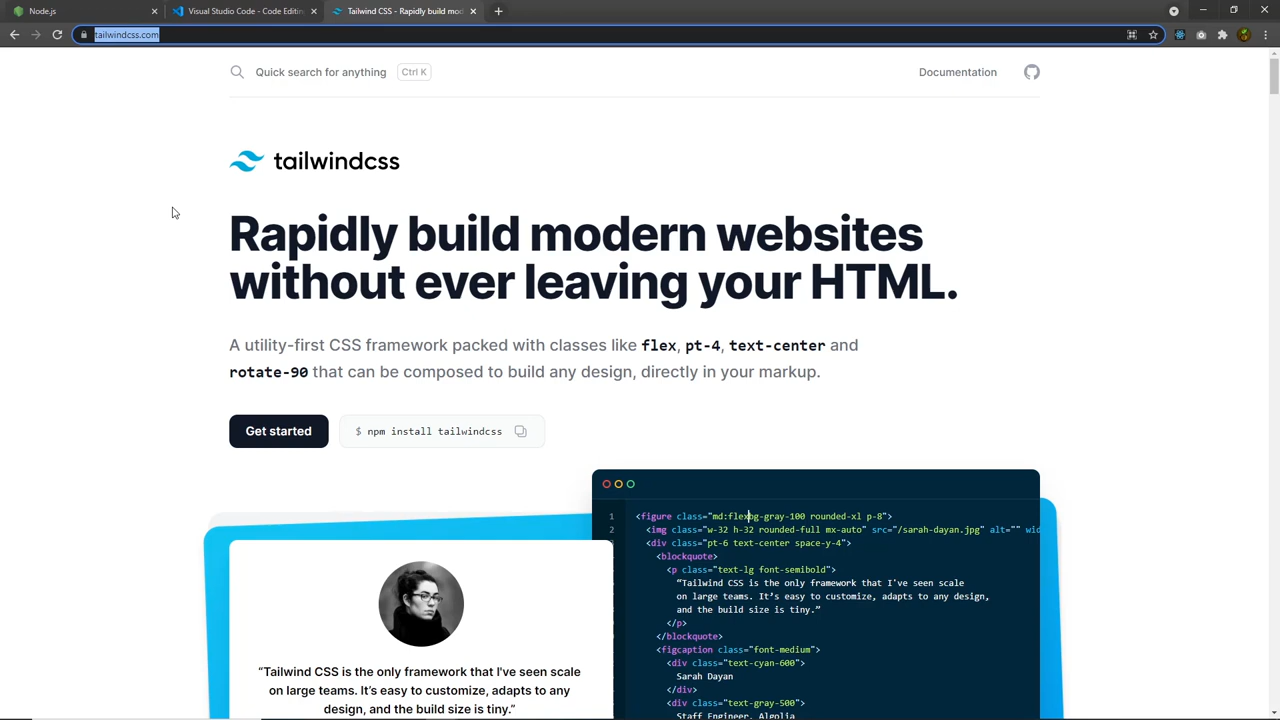 Node.js
Visual Studio Code - Code Editing
Tailwind CSS - Rapidly build mod
tailwindcss.com
Quick search for anything Ctrl K
Documentation
tailwindcss
Rapidly build modern websites
without ever leaving your HTML.
A utility-first CSS framework packed with classes like flex, pt-4, text-center and
rotate-90 that can be composed to build any design, directly in your markup.
Get started
$ npm install tailwindcss
1 <figure class="md:flexbg-gray-100 rounded-xl p-8">
2 <img class="w-32 h-32 rounded-full mx-auto" src="/sarah-dayan.jpg" alt="" wid
<div class="pt-6 text-center space-y-4">
<blockquote>
<p class="text-lg font-semibold">
“Tailwind CSS is the only framework that I've seen scale
on large teams. It’s easy to customize, adapts to any design,
and the build size is tiny.”
</p>
</blockquote>
<figcaption class="font-medium">
<div class="text-cyan-600">
Sarah Dayan
</div>
<div class="text-gray-500">
Staff Engineer, Algolia
“Tailwind CSS is the only framework that I've seen scale
on large teams. It’s easy to customize, adapts to any
design, and the build size is tiny.”